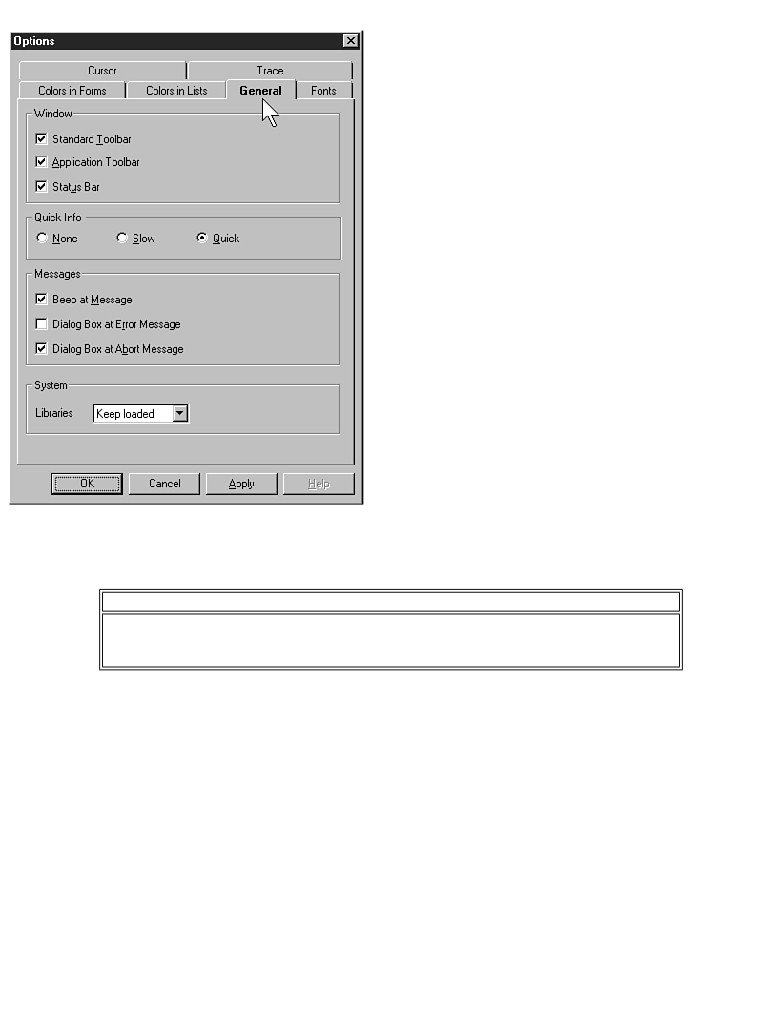 Options
Cursor Trace
Colors in Forms Colors in Lists General Fonts
Window
Standard Toolbar
Application Toolbar
Status Bar
Quick Info
None Slow Quick
Messages
Beep at Message
Dialog Box at Error Message
Dialog Box at Abort Message
System
Libraries Keep loaded
OK Cancel Apply Help